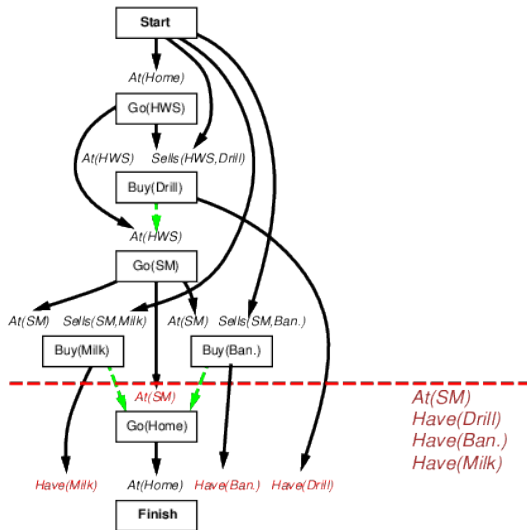 Start
At(Home)
Go(HWS)
At(HWS) Sells(HWS,Drill)
Buy(Drill)
At(HWS)
Go(SM)
At(SM) Sells(SM,Milk) At(SM) Sells(SM,Ban.)
Buy(Milk) Buy(Ban.)
At(SM)
Go(Home)
Have(Milk) At(Home) Have(Ban.) Have(Drill)
Finish
At(SM)
Have(Drill)
Have(Ban.)
Have(Milk)